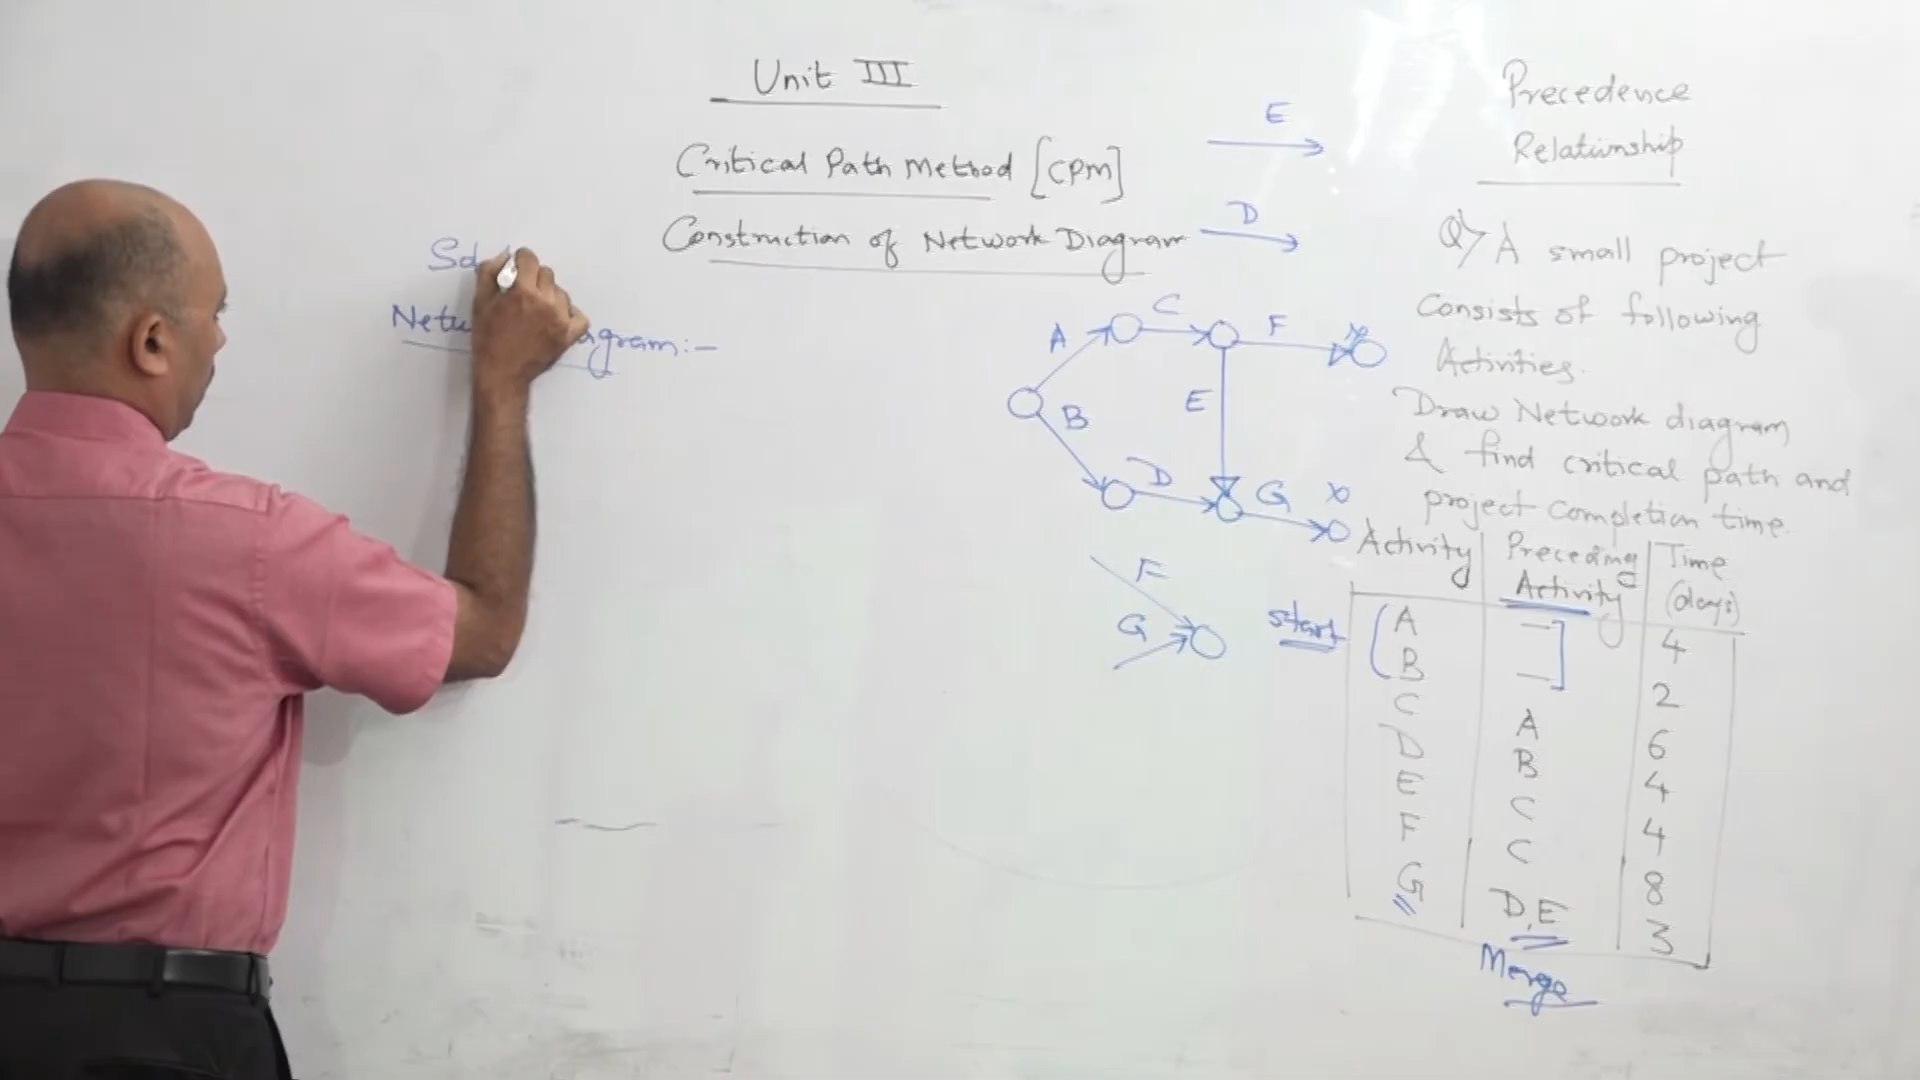 Unit III
Critical Path Method [CPM]
Construction of Network Diagram
E
D
Precedence
Relationship
Q> A small project
Consists of following
Activities.
Draw Network diagram
& find critical path and
project completion time.
Activity Preceding Activity Time (days)
start
A — 4
B — 2
C A 6
D B 4
E C 4
F C 8
G D,E 3
Merge
A C F
B E
D G
F
G
agram:-